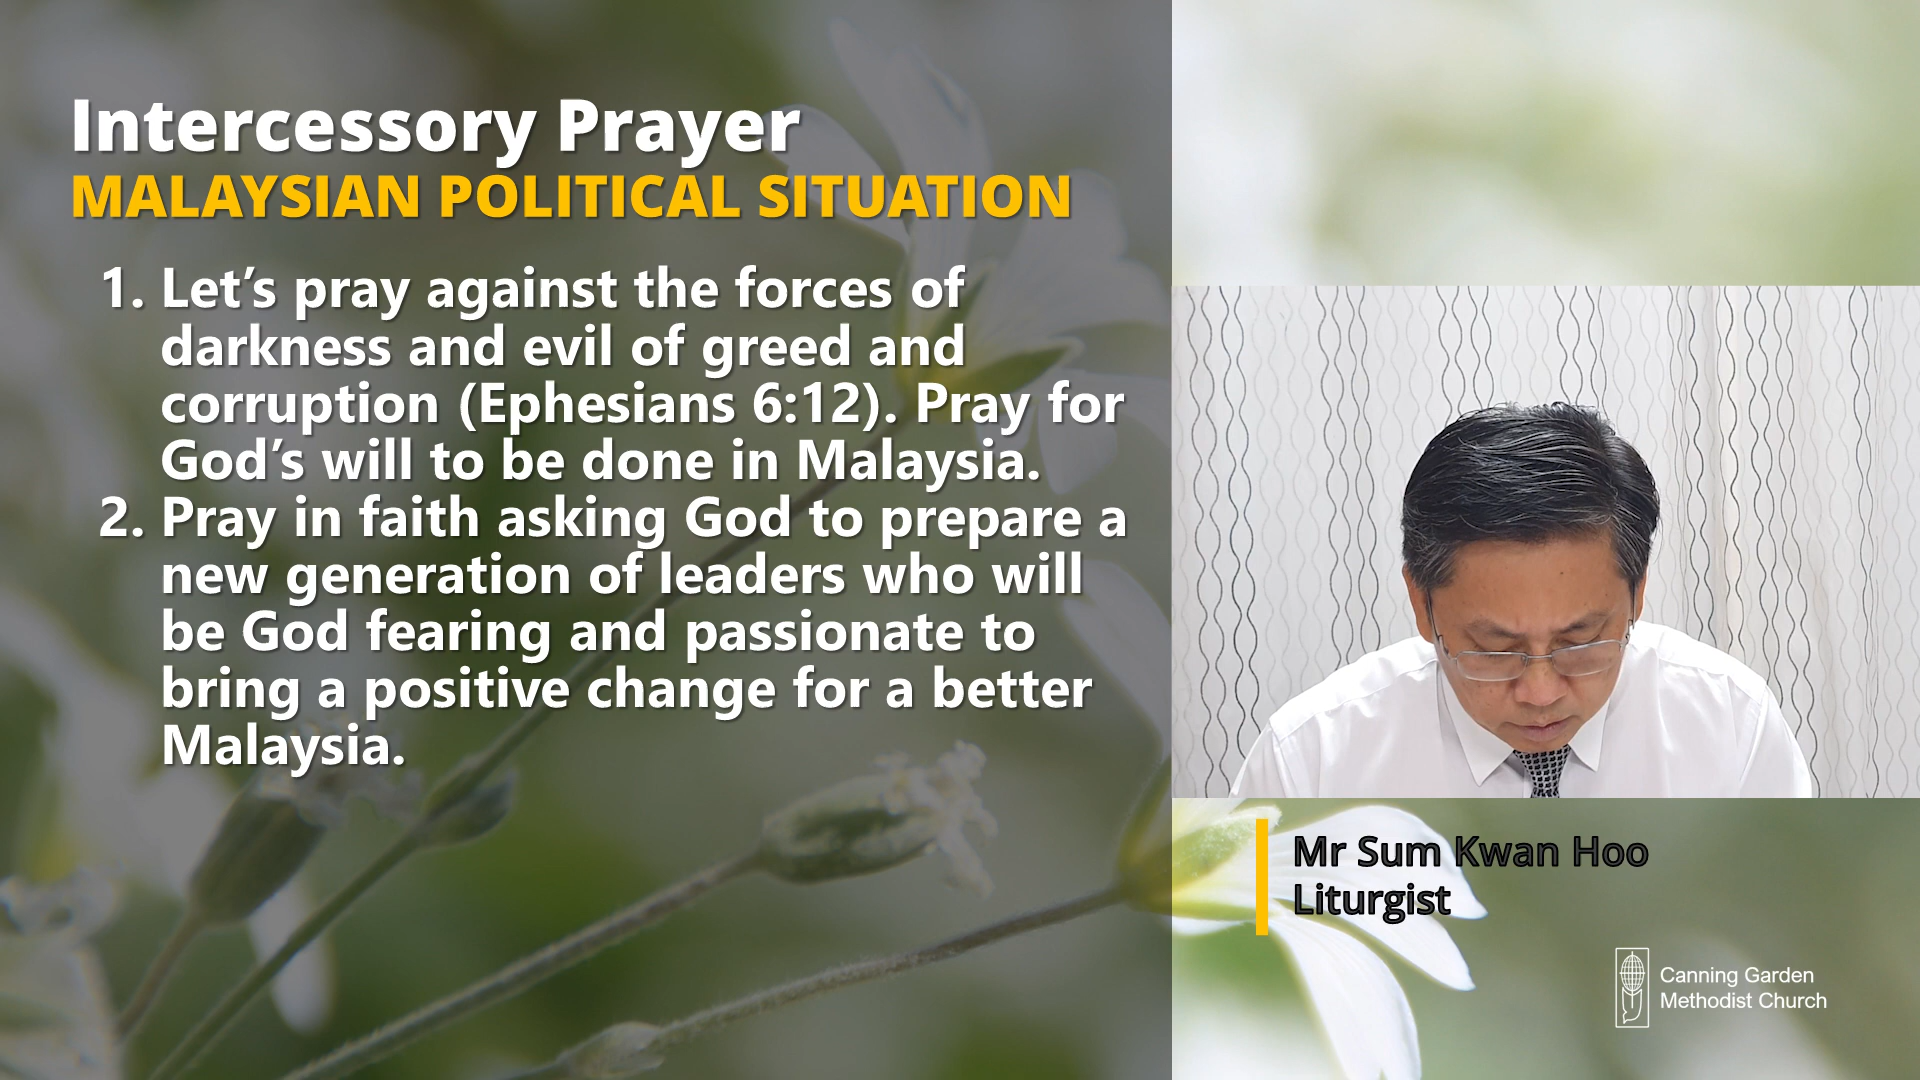 Intercessory Prayer
MALAYSIAN POLITICAL SITUATION
1. Let’s pray against the forces of
darkness and evil of greed and
corruption (Ephesians 6:12). Pray for
God’s will to be done in Malaysia.
2. Pray in faith asking God to prepare a
new generation of leaders who will
be God fearing and passionate to
bring a positive change for a better
Malaysia.
Mr Sum Kwan Hoo
Liturgist
Canning Garden
Methodist Church